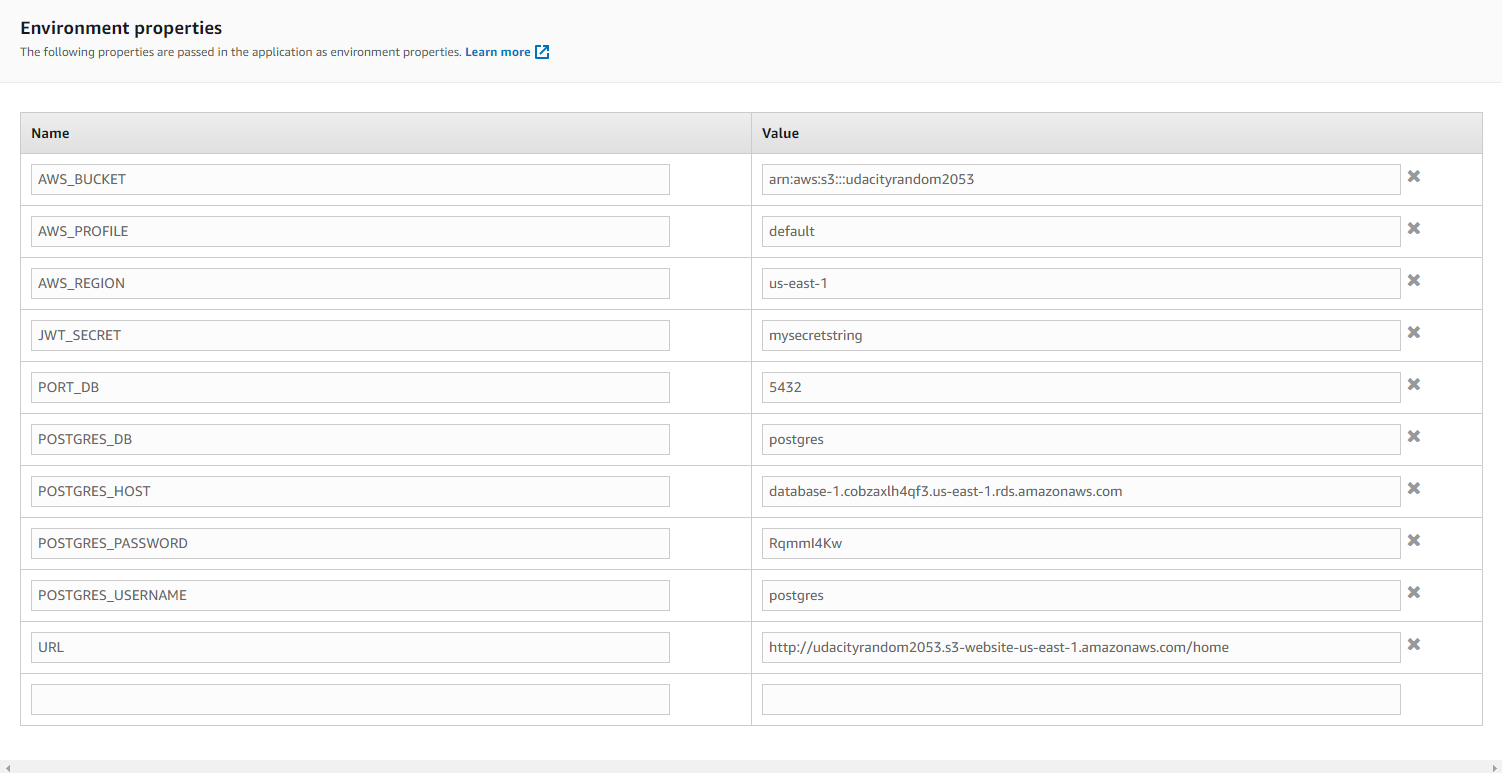 Environment properties
The following properties are passed in the application as environment properties. Learn more
Name Value
AWS_BUCKET arn:aws:s3:::udacityrandom2053
AWS_PROFILE default
AWS_REGION us-east-1
JWT_SECRET mysecretstring
PORT_DB 5432
POSTGRES_DB postgres
POSTGRES_HOST database-1.cobzaxlh4qf3.us-east-1.rds.amazonaws.com
POSTGRES_PASSWORD RqmmI4Kw
POSTGRES_USERNAME postgres
URL http://udacityrandom2053.s3-website-us-east-1.amazonaws.com/home